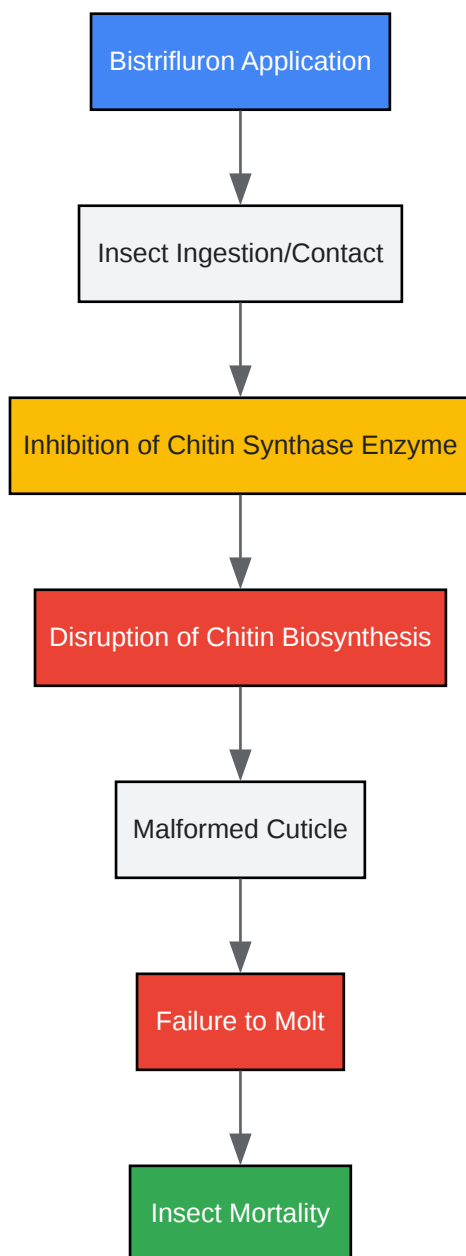 Bistrifluron Application
Insect Ingestion/Contact
Inhibition of Chitin Synthase Enzyme
Disruption of Chitin Biosynthesis
Malformed Cuticle
Failure to Molt
Insect Mortality